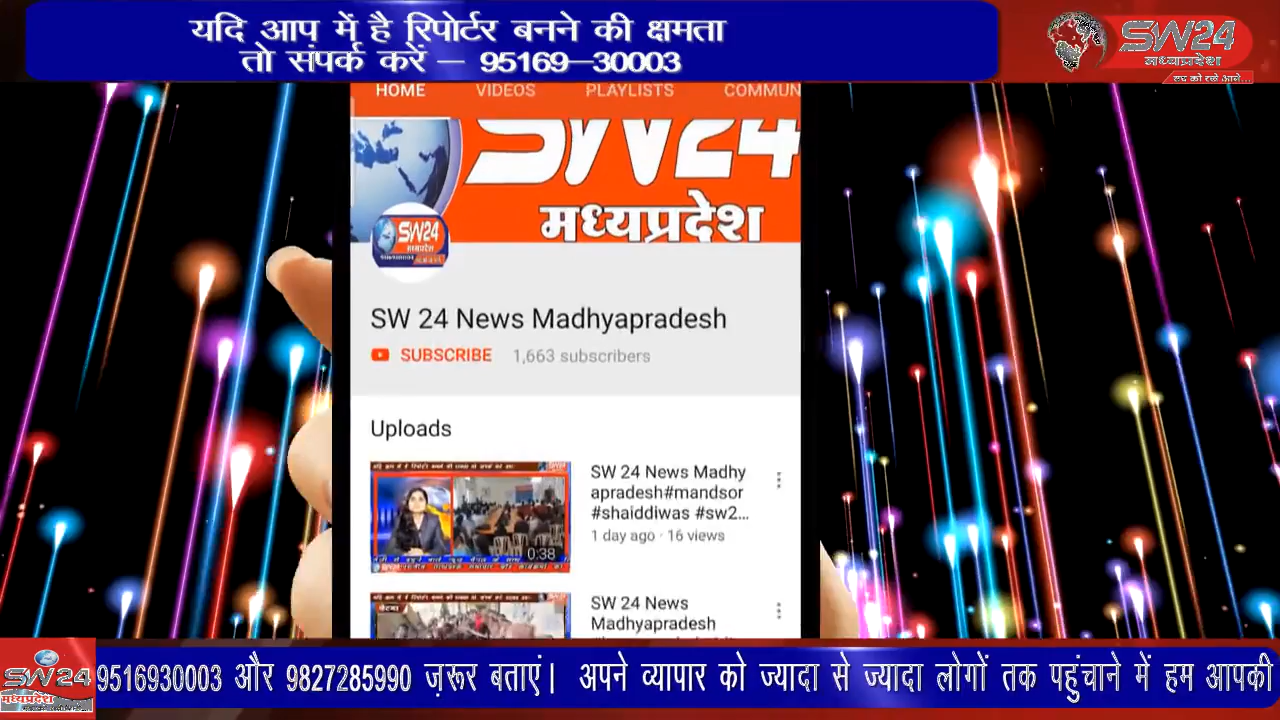 यदि आप में है रिपोर्टर बनने की क्षमता
तो संपर्क करें – 95169–30003
SW24
मध्यप्रदेश
HOME VIDEOS PLAYLISTS COMMUN
SW24
मध्यप्रदेश
SW24
SW 24 News Madhyapradesh
SUBSCRIBE 1,663 subscribers
Uploads
SW 24 News Madhy
apradesh#mandsor
#shaiddiwas #sw2...
1 day ago · 16 views
0:38
SW 24 News
Madhyapradesh
SW24
मध्यप्रदेश
9516930003 और 9827285990 ज़रूर बताएं| अपने व्यापार को ज्यादा से ज्यादा लोगों तक पहुंचाने में हम आपकी